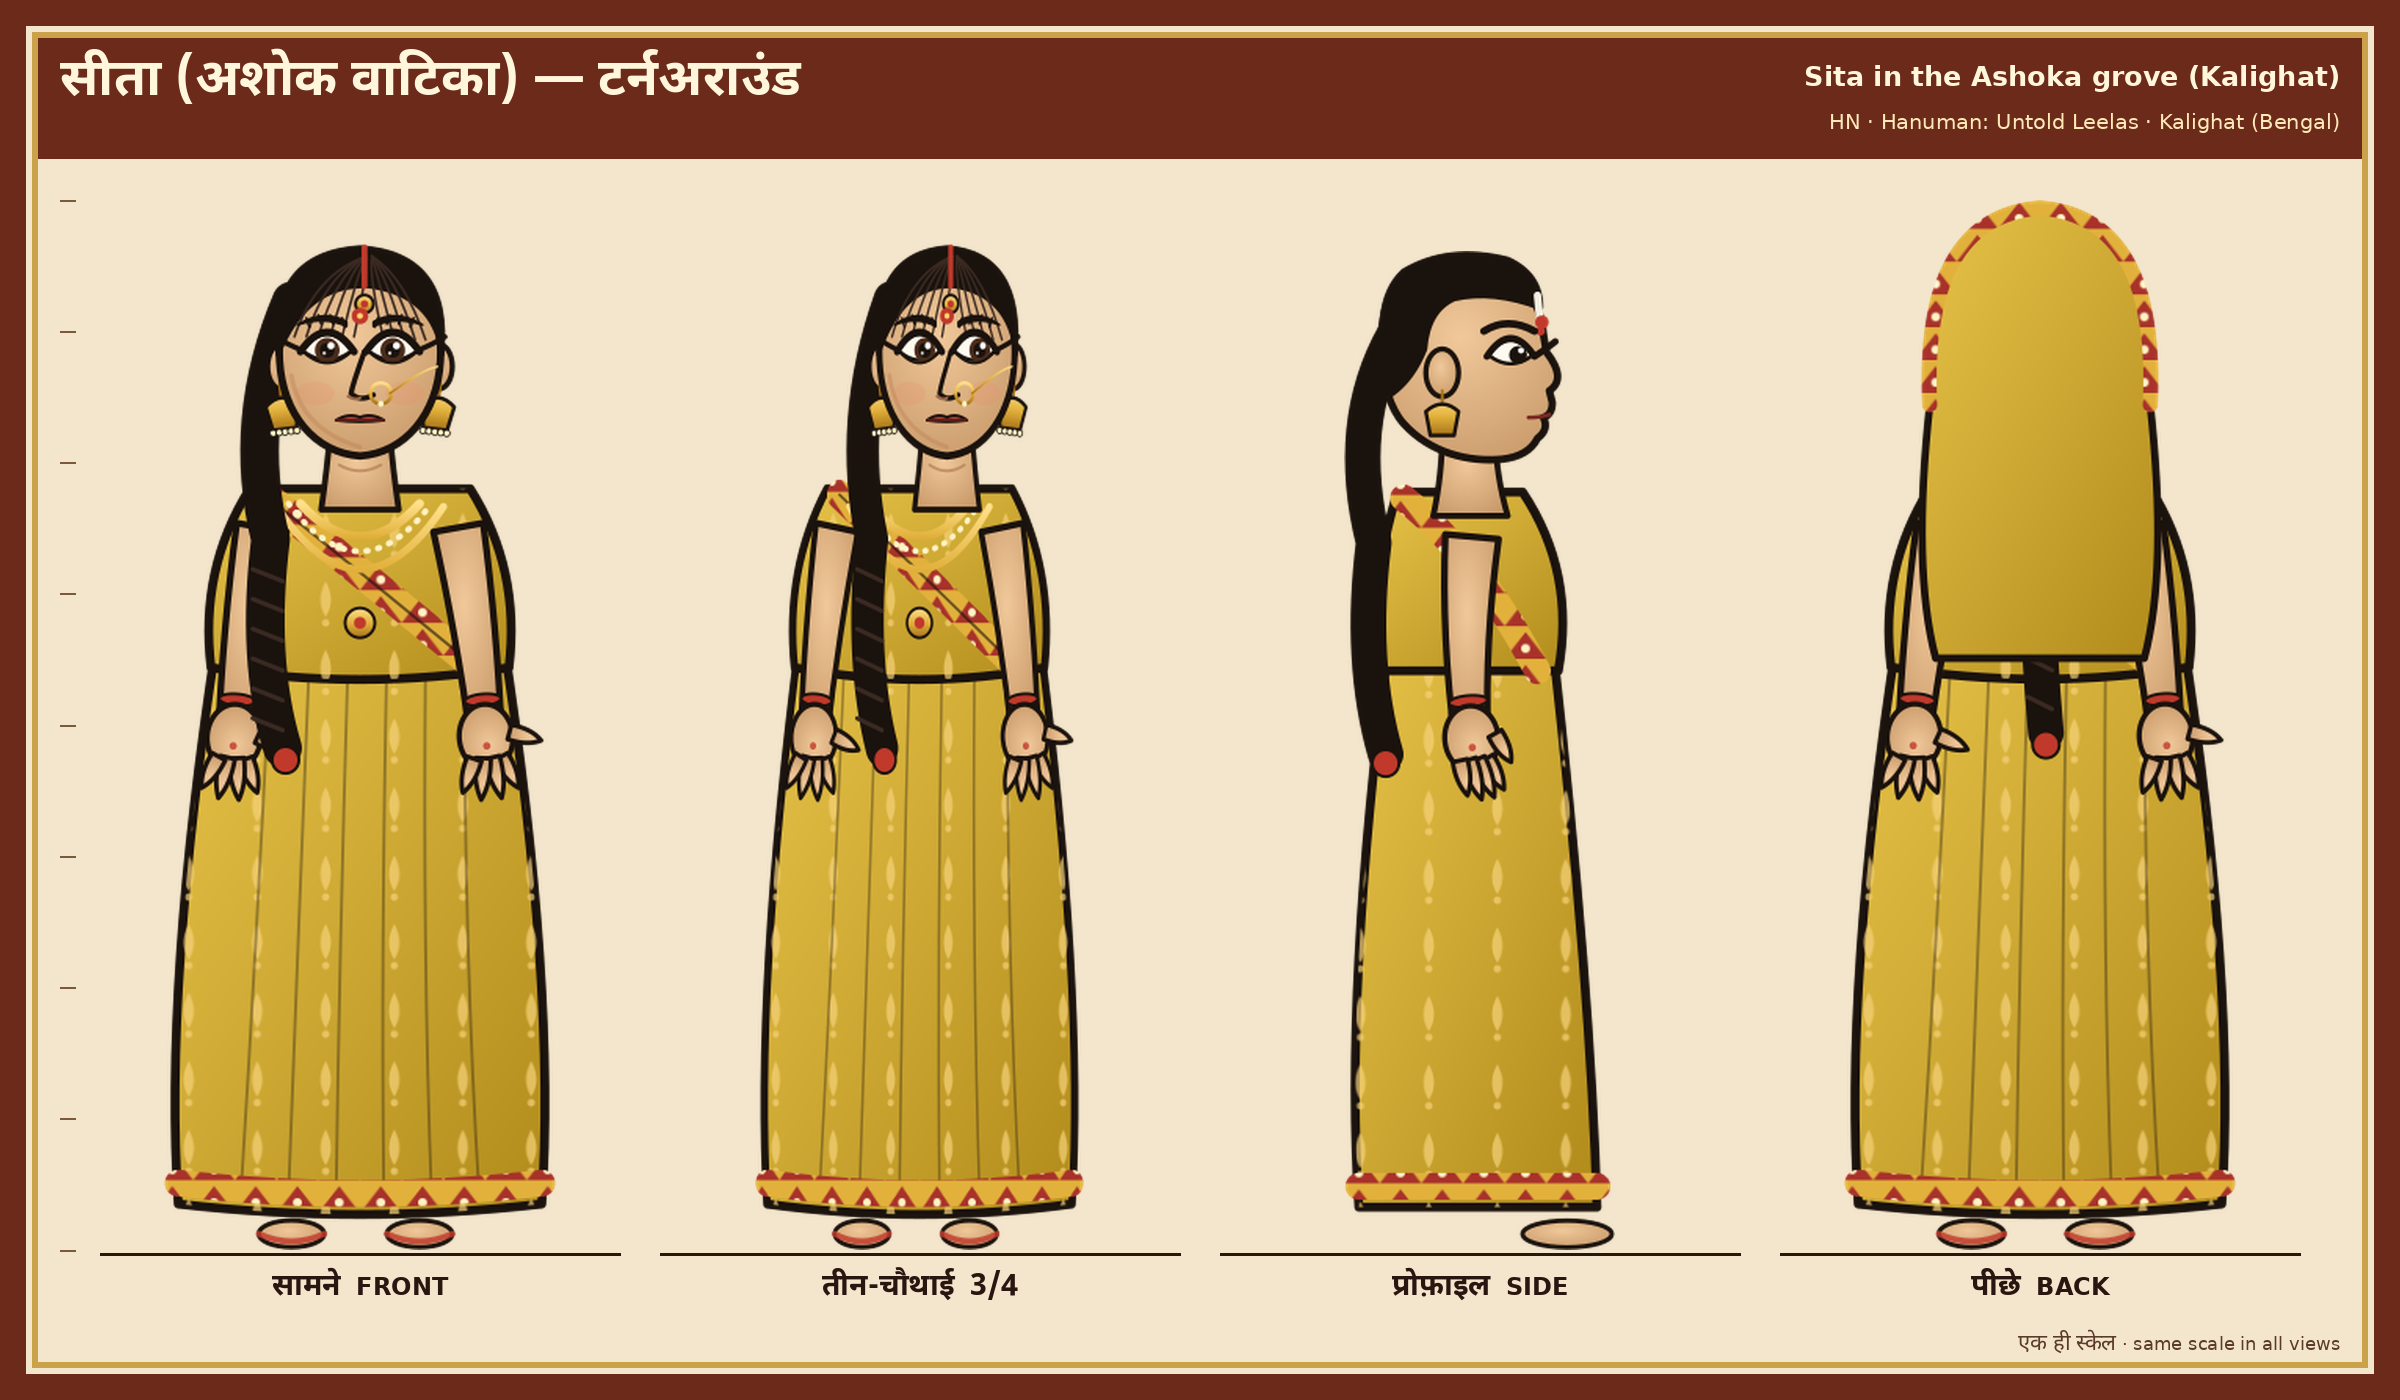 सीता (अशोक वाटिका) — टर्नअराउंड
Sita in the Ashoka grove (Kalighat)
HN · Hanuman: Untold Leelas · Kalighat (Bengal)
सामने FRONT
तीन-चौथाई 3/4
प्रोफ़ाइल SIDE
पीछे BACK
एक ही स्केल · same scale in all views